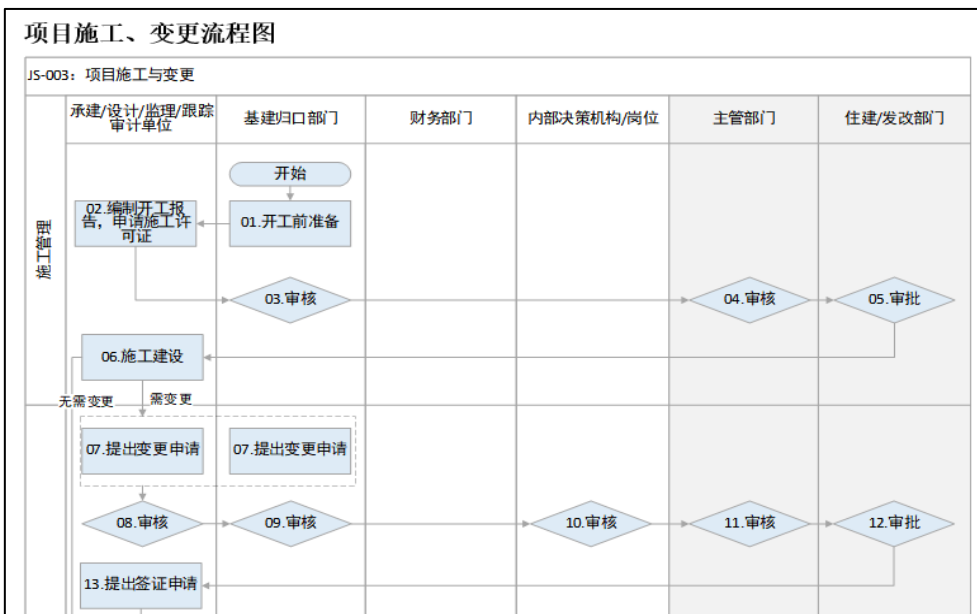 项目施工、变更流程图
JS-003：项目施工与变更
承建/设计/监理/跟踪
审计单位
基建归口部门
财务部门
内部决策机构/岗位
主管部门
住建/发改部门
施工管理
开始
02.编制开工报
告，申请施工许
可证
01.开工前准备
03.审核
04.审核
05.审批
06.施工建设
无需变更
需变更
07.提出变更申请
07.提出变更申请
08.审核
09.审核
10.审核
11.审核
12.审批
13.提出签证申请